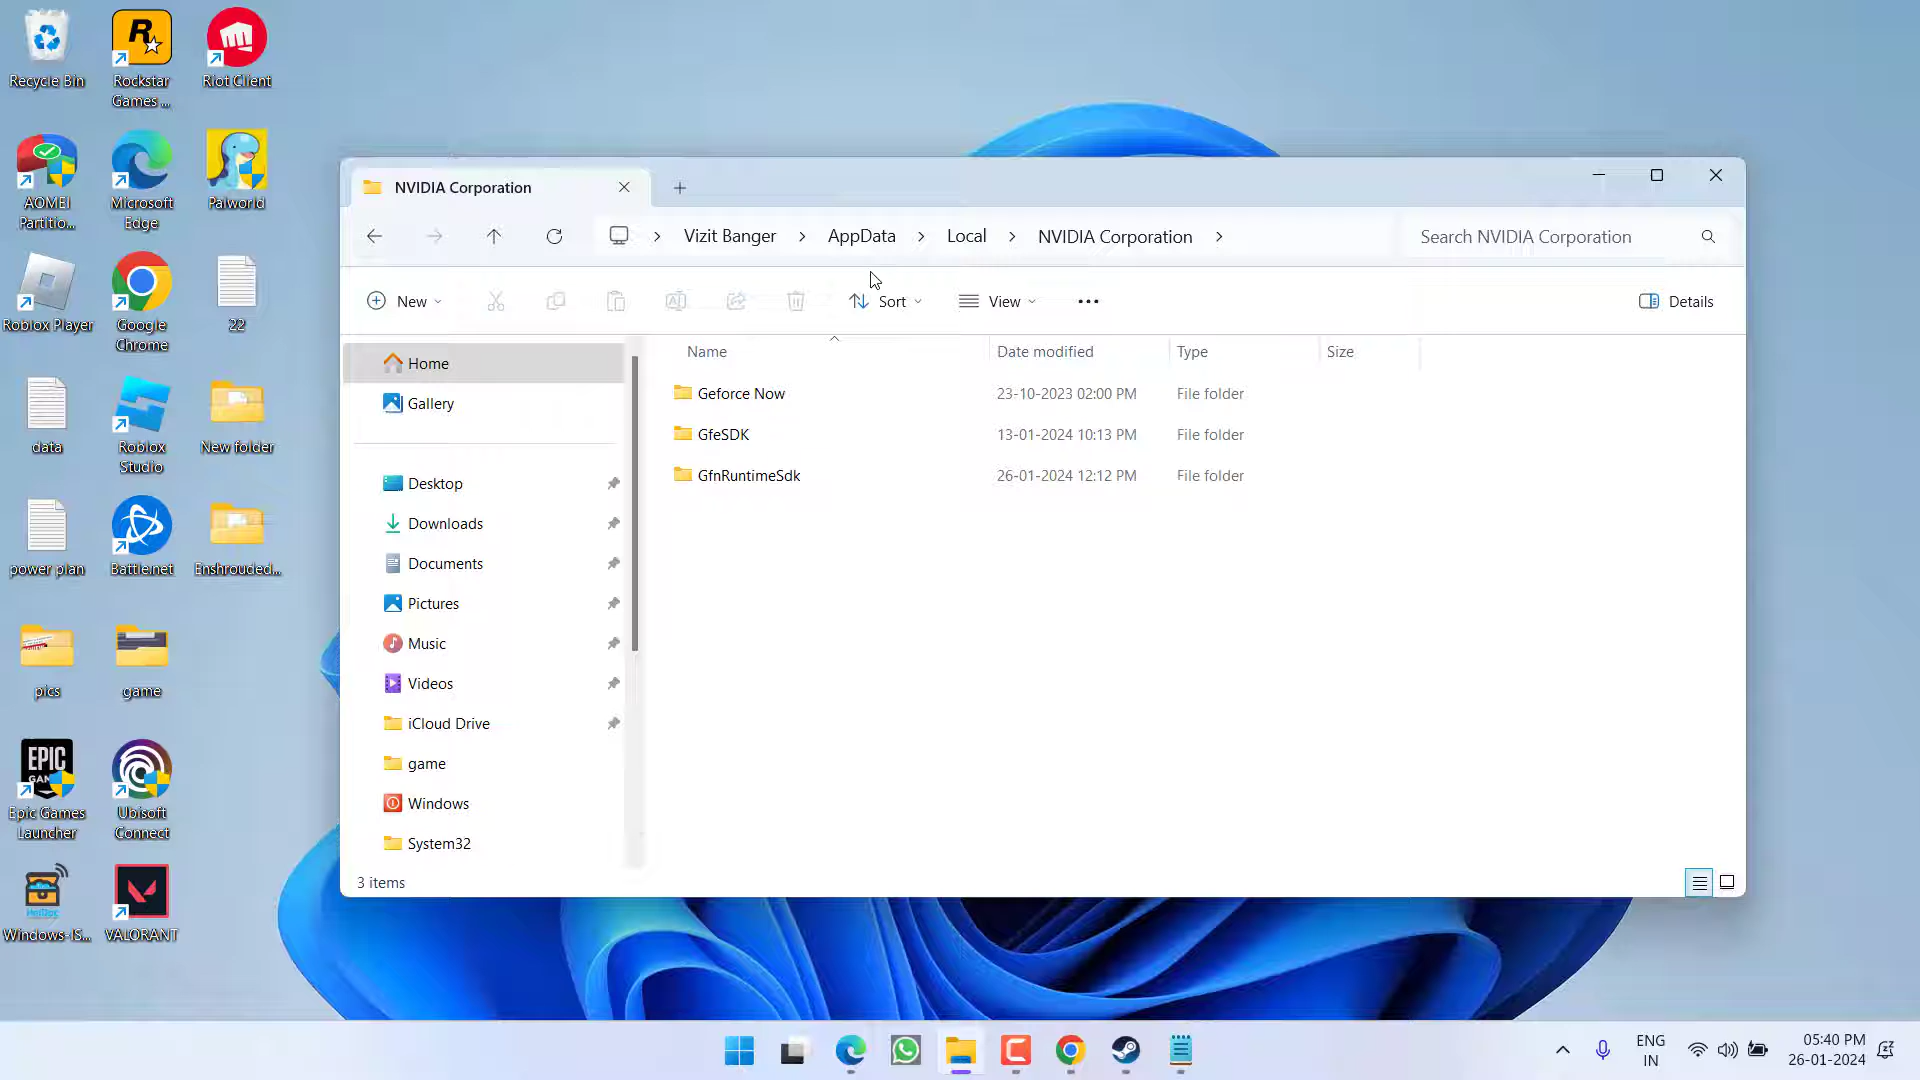 Recycle Bin
Rockstar
Games ...
Riot Client
AOMEI
Partitio...
Microsoft
Edge
Palworld
Roblox Player
Google
Chrome
22
data
Roblox
Studio
New folder
power plan
Battle.net
Enshrouded...
pics
game
EPIC
Epic Games
Launcher
Ubisoft
Connect
Windows-IS...
VALORANT
NVIDIA Corporation
Vizit Banger
AppData
Local
NVIDIA Corporation
Search NVIDIA Corporation
New
Sort
View
Details
Home
Gallery
Desktop
Downloads
Documents
Pictures
Music
Videos
iCloud Drive
game
Windows
System32
Name
Date modified
Type
Size
Geforce Now
23-10-2023 02:00 PM
File folder
GfeSDK
13-01-2024 10:13 PM
File folder
GfnRuntimeSdk
26-01-2024 12:12 PM
File folder
3 items
ENG
IN
05:40 PM
26-01-2024